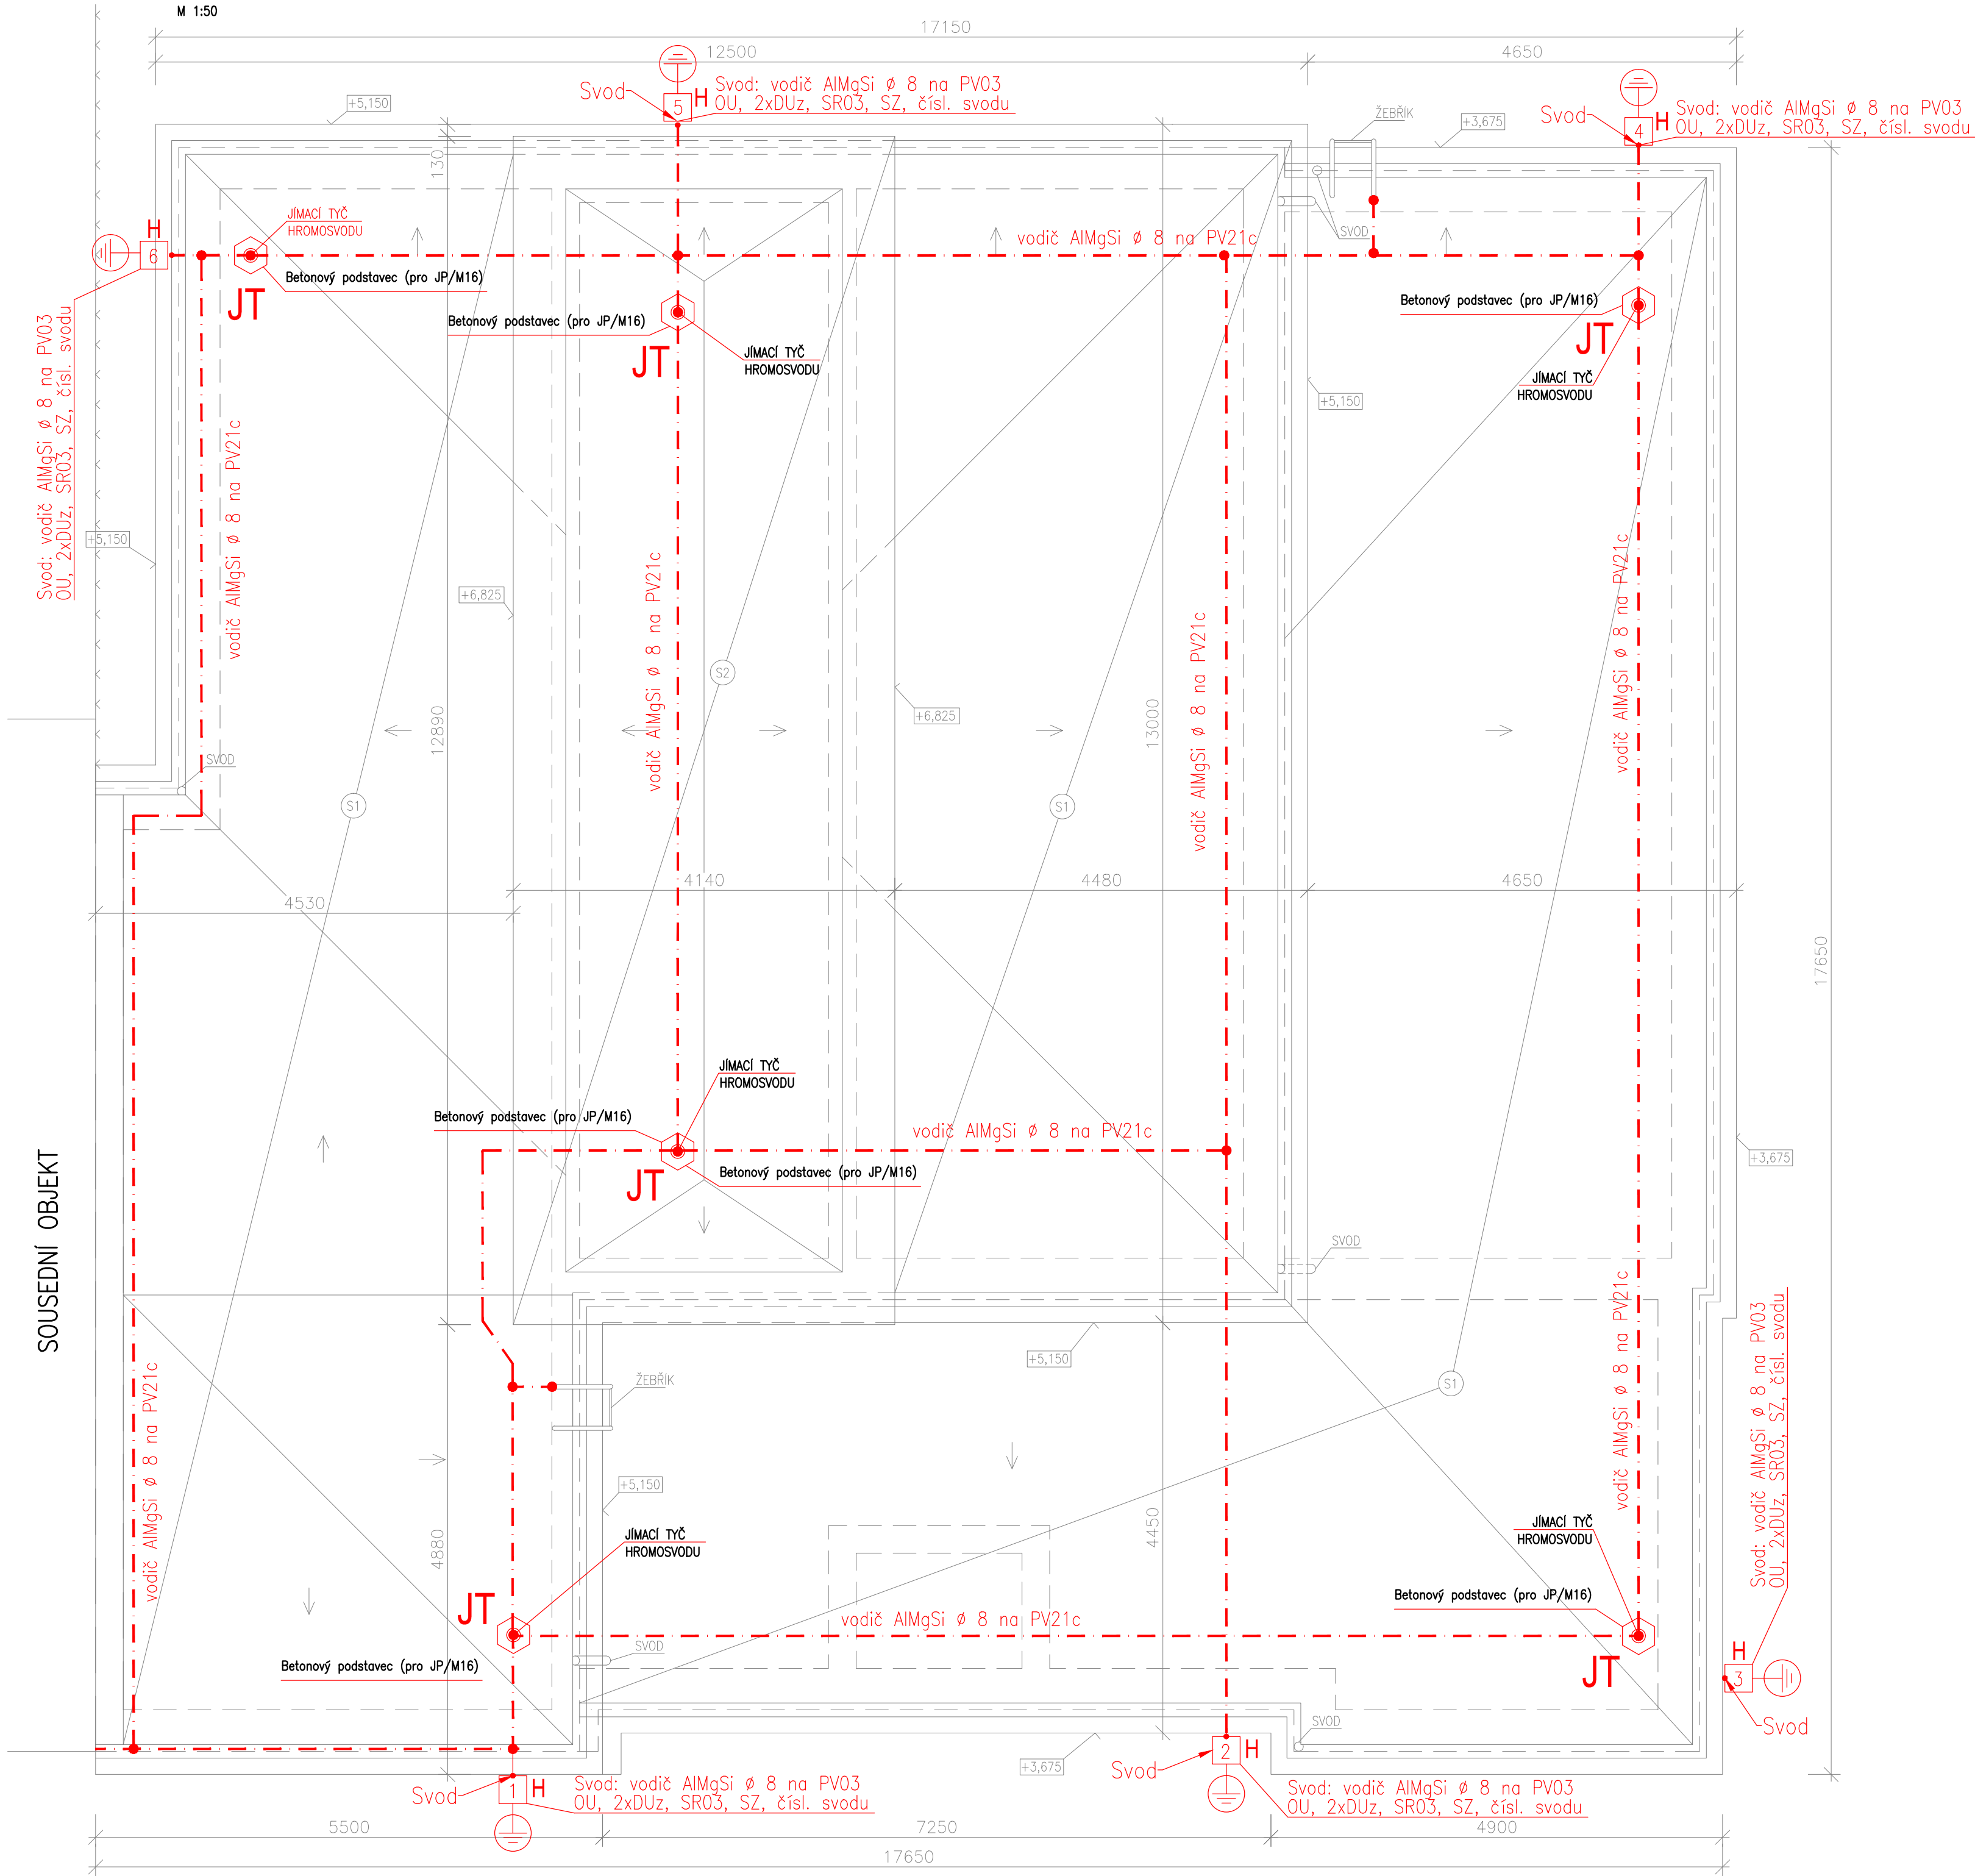 M 1:50
17150
12500
4650
Svod
5
H
Svod: vodič AlMgSi ø 8 na PV03
OU, 2xDUz, SR03, SZ, čísl. svodu
Svod
4
H
Svod: vodič AlMgSi ø 8 na PV03
OU, 2xDUz, SR03, SZ, čísl. svodu
+5,150
ŽEBŘÍK
+3,675
130
H
6
JÍMACÍ TYČ
HROMOSVODU
Betonový podstavec (pro JP/M16)
JT
SVOD
vodič AlMgSi ø 8 na PV21c
Betonový podstavec (pro JP/M16)
JT
JÍMACÍ TYČ
HROMOSVODU
Betonový podstavec (pro JP/M16)
JT
JÍMACÍ TYČ
HROMOSVODU
+5,150
Svod: vodič AlMgSi ø 8 na PV03
OU, 2xDUz, SR03, SZ, čísl. svodu
vodič AlMgSi ø 8 na PV21c
+5,150
+6,825
vodič AlMgSi ø 8 na PV21c
S2
+6,825
vodič AlMgSi ø 8 na PV21c
vodič AlMgSi ø 8 na PV21c
12890
13000
SVOD
S1
S1
4530
4140
4480
4650
17650
SOUSEDNÍ OBJEKT
JÍMACÍ TYČ
HROMOSVODU
Betonový podstavec (pro JP/M16)
vodič AlMgSi ø 8 na PV21c
Betonový podstavec (pro JP/M16)
JT
+3,675
SVOD
+5,150
ŽEBŘÍK
S1
vodič AlMgSi ø 8 na PV21c
vodič AlMgSi ø 8 na PV21c
Svod: vodič AlMgSi ø 8 na PV03
OU, 2xDUz, SR03, SZ, čísl. svodu
+5,150
4880
4450
JÍMACÍ TYČ
HROMOSVODU
JT
JÍMACÍ TYČ
HROMOSVODU
Betonový podstavec (pro JP/M16)
vodič AlMgSi ø 8 na PV21c
SVOD
Betonový podstavec (pro JP/M16)
JT
H
3
Svod
SVOD
+3,675
Svod
1
H
Svod: vodič AlMgSi ø 8 na PV03
OU, 2xDUz, SR03, SZ, čísl. svodu
Svod
2
H
Svod: vodič AlMgSi ø 8 na PV03
OU, 2xDUz, SR03, SZ, čísl. svodu
5500
7250
4900
17650